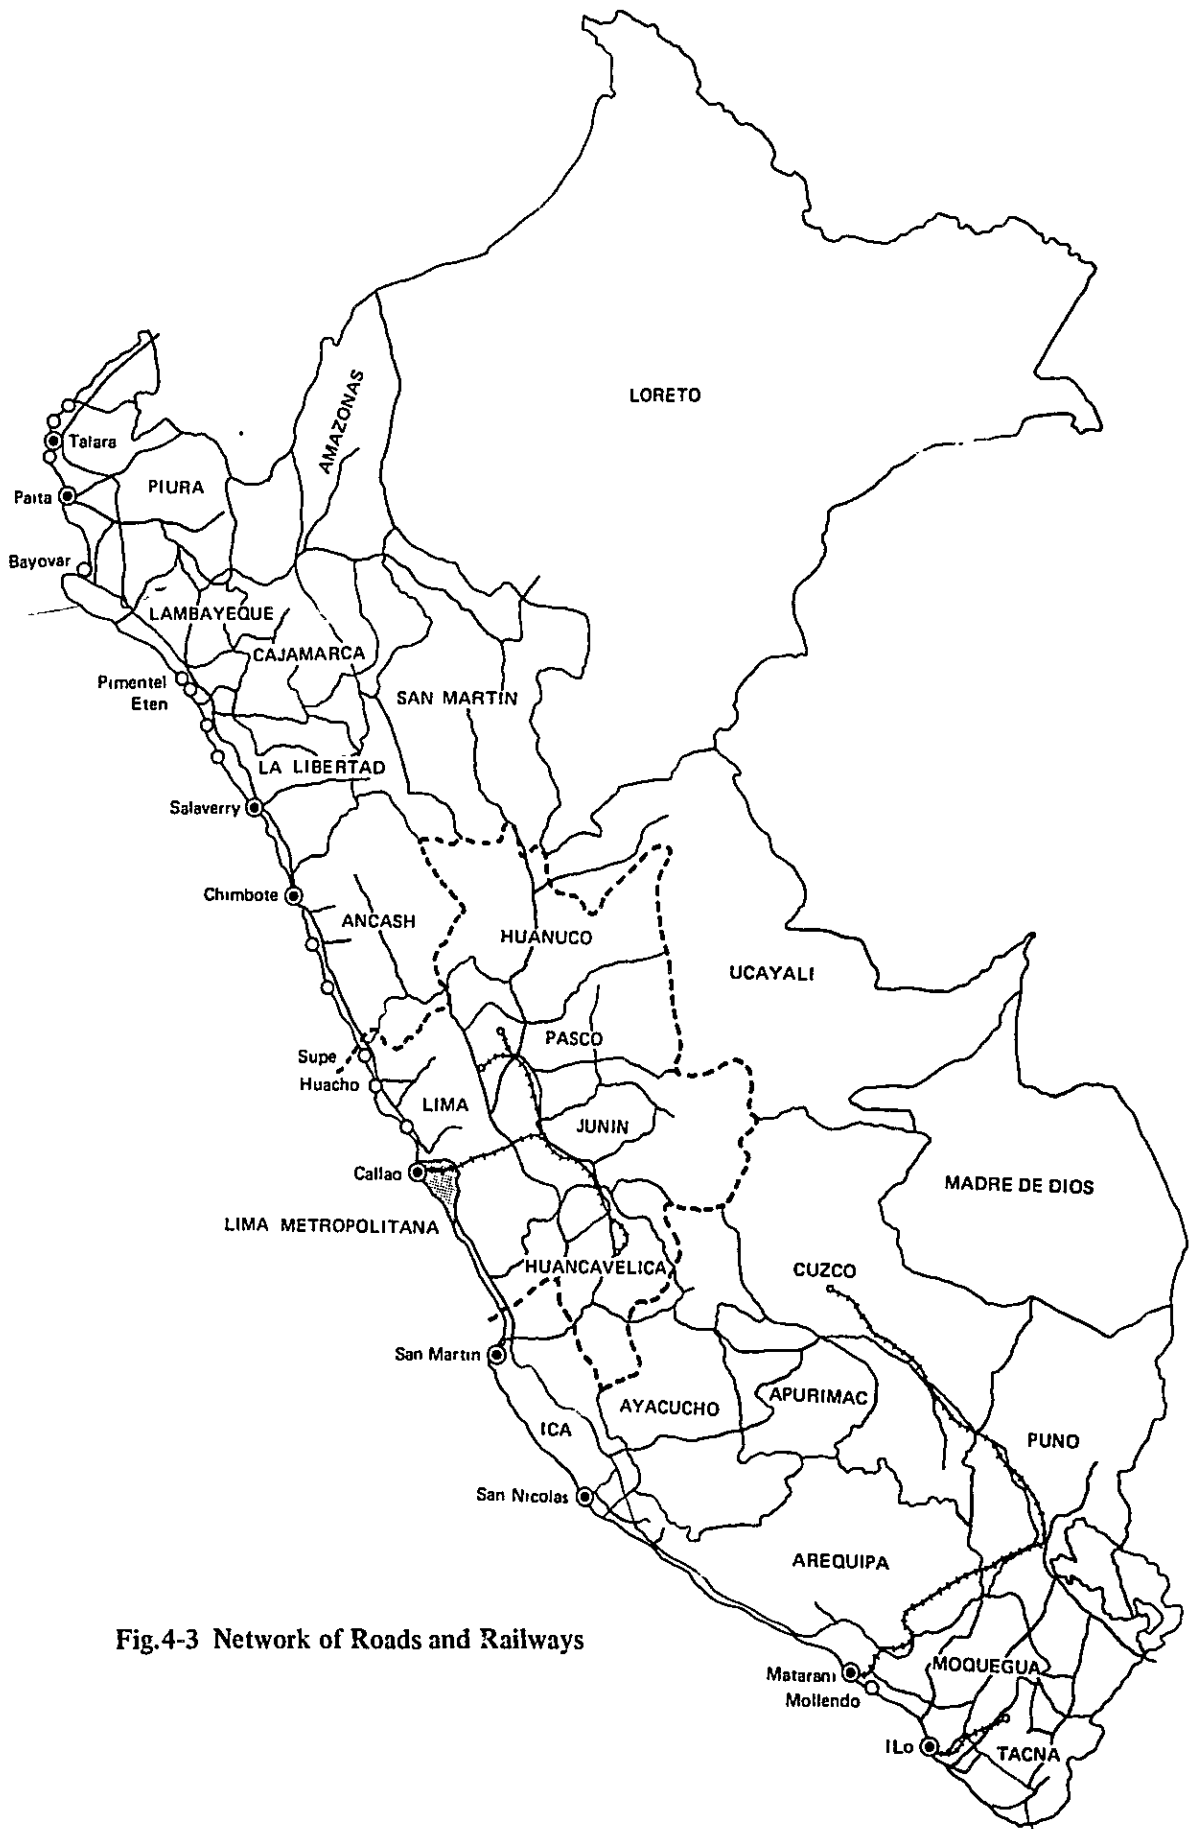 LORETO
AMAZONAS
Talara
PIURA
Paita
Bayovar
LAMBAYEQUE
CAJAMARCA
Pimentel
Eten
SAN MARTIN
LA LIBERTAD
Salaverry
Chimbote
ANCASH
HUANUCO
UCAYALI
PASCO
Supe
Huacho
LIMA
JUNIN
Callao
MADRE DE DIOS
LIMA METROPOLITANA
HUANCAVELICA
CUZCO
San Martin
AYACUCHO
APURIMAC
ICA
PUNO
San Nicolas
AREQUIPA
Fig.4-3 Network of Roads and Railways
MOQUEGUA
Matarani
Mollendo
ILo
TACNA